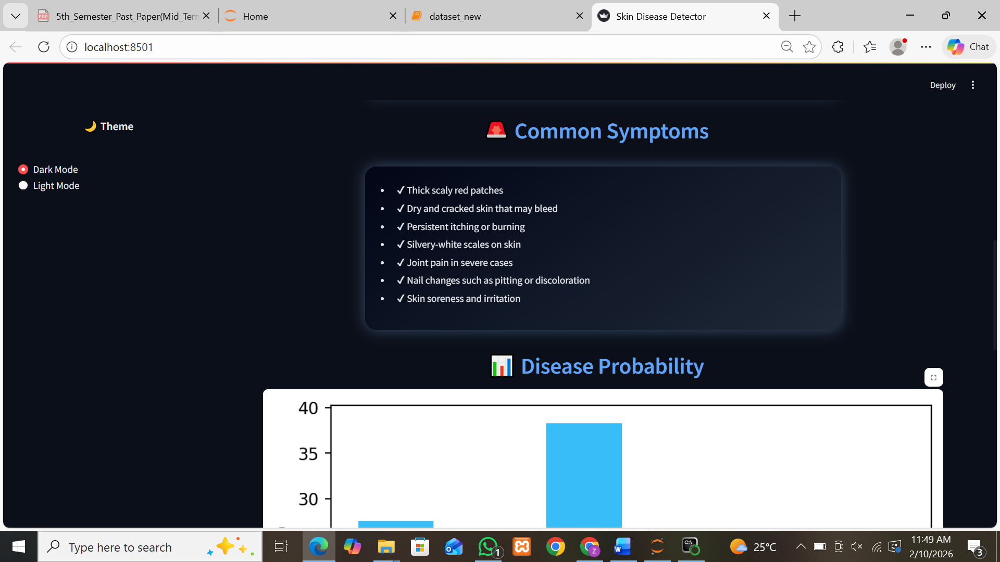 5th_Semester_Past_Paper(Mid_Tern
Home
dataset_new
Skin Disease Detector
localhost:8501
Chat
Deploy
🌙 Theme
Dark Mode
Light Mode
🚨 Common Symptoms
• ✓ Thick scaly red patches
• ✓ Dry and cracked skin that may bleed
• ✓ Persistent itching or burning
• ✓ Silvery-white scales on skin
• ✓ Joint pain in severe cases
• ✓ Nail changes such as pitting or discoloration
• ✓ Skin soreness and irritation
📊 Disease Probability
40
35
30
Type here to search
1
25°C
11:49 AM
2/10/2026
3